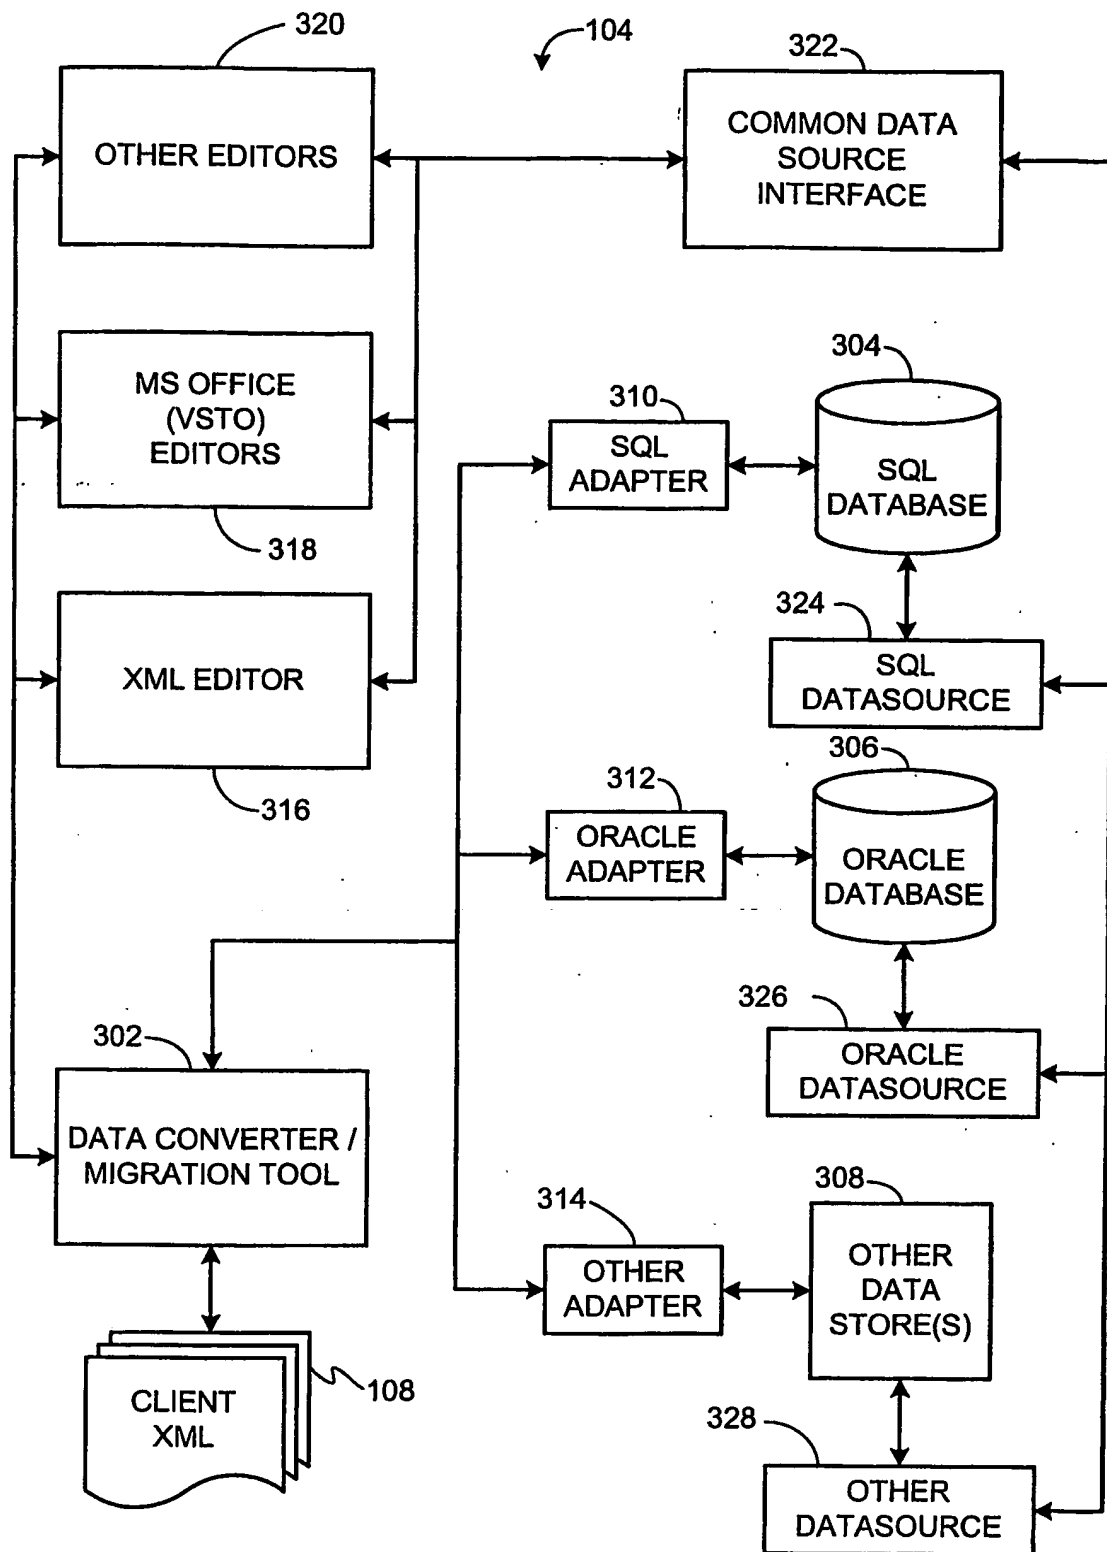 320
104
322
OTHER EDITORS
COMMON DATA
SOURCE
INTERFACE
MS OFFICE
(VSTO)
EDITORS
318
304
310
SQL
ADAPTER
SQL
DATABASE
324
SQL
DATASOURCE
XML EDITOR
316
306
312
ORACLE
ADAPTER
ORACLE
DATABASE
326
ORACLE
DATASOURCE
302
DATA CONVERTER /
MIGRATION TOOL
308
314
OTHER
ADAPTER
OTHER
DATA
STORE(S)
CLIENT
XML
108
328
OTHER
DATASOURCE